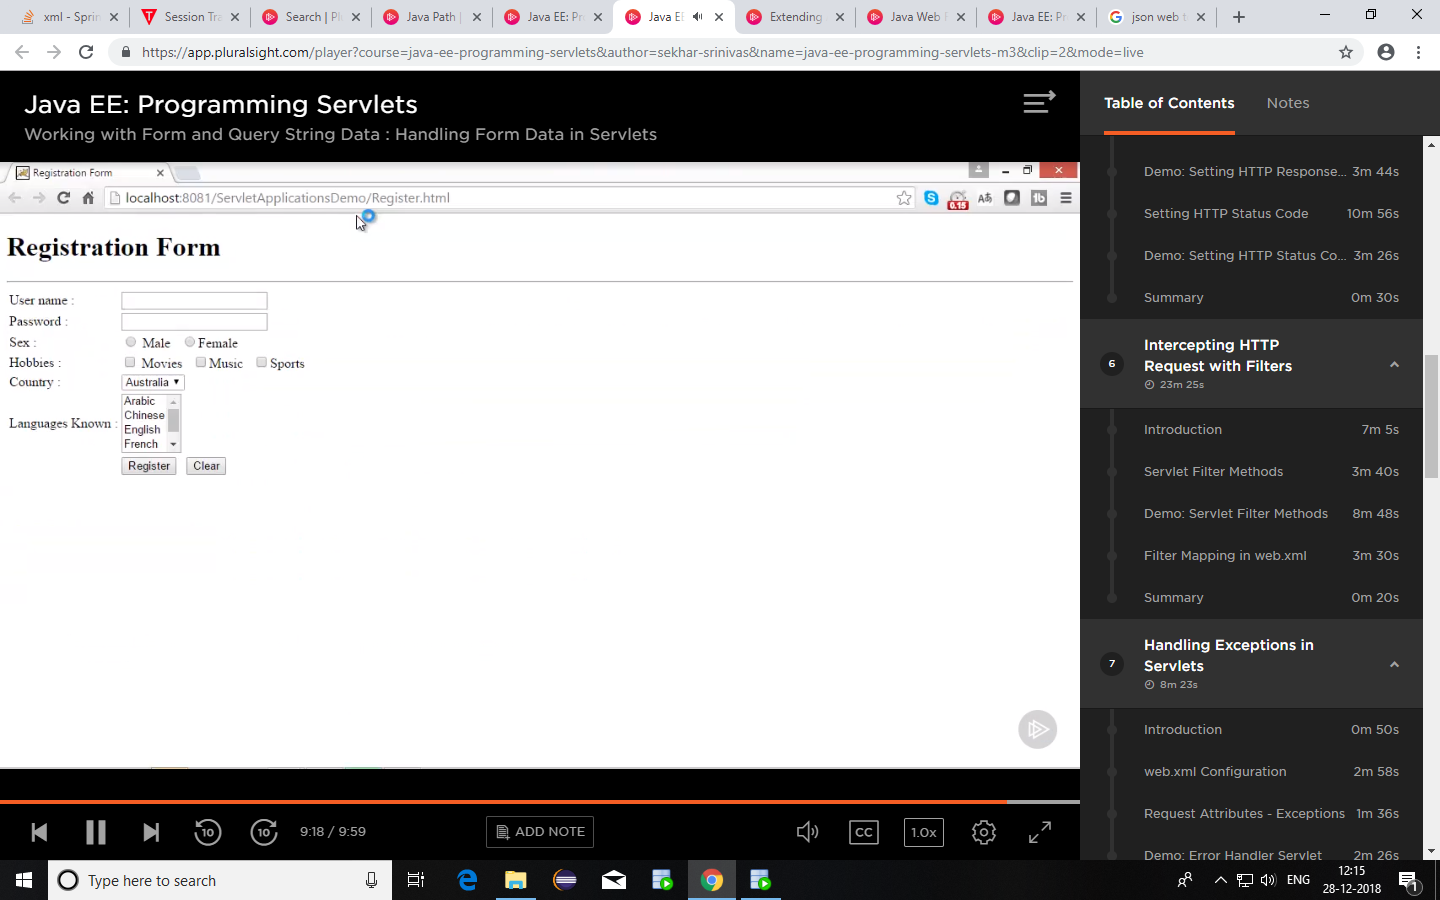 xml - Sprin
Session Tra
Search | Pl
Java Path |
Java EE: Pr
Java EE
Extending
Java Web F
Java EE: Pr
json web t
https://app.pluralsight.com/player?course=java-ee-programming-servlets&author=sekhar-srinivas&name=java-ee-programming-servlets-m3&clip=2&mode=live
Java EE: Programming Servlets
Working with Form and Query String Data : Handling Form Data in Servlets
Table of Contents
Notes
Registration Form
localhost:8081/ServletApplicationsDemo/Register.html
0.15
Registration Form
User name :
Password :
Sex : Male Female
Hobbies : Movies Music Sports
Country : Australia
Languages Known :
Arabic
Chinese
English
French
Register Clear
Demo: Setting HTTP Response... 3m 44s
Setting HTTP Status Code 10m 56s
Demo: Setting HTTP Status Co... 3m 26s
Summary 0m 30s
6
Intercepting HTTP
Request with Filters
23m 25s
Introduction 7m 5s
Servlet Filter Methods 3m 40s
Demo: Servlet Filter Methods 8m 48s
Filter Mapping in web.xml 3m 30s
Summary 0m 20s
7
Handling Exceptions in
Servlets
8m 23s
Introduction 0m 50s
web.xml Configuration 2m 58s
Request Attributes - Exceptions 1m 36s
Demo: Error Handler Servlet 2m 26s
10
10
9:18 / 9:59
ADD NOTE
CC
1.0x
Type here to search
ENG
12:15
28-12-2018
1